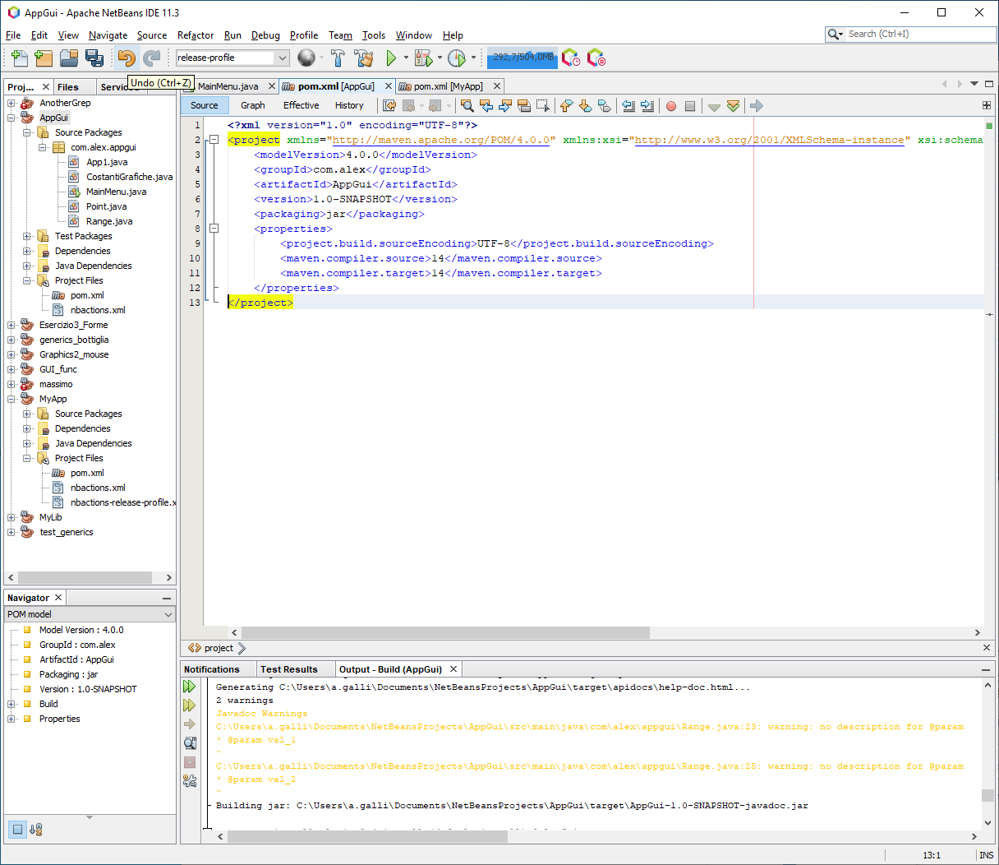 AppGui - Apache NetBeans IDE 11.3
File Edit View Navigate Source Refactor Run Debug Profile Team Tools Window Help
Search (Ctrl+I)
release-profile
292,7/504,0MB
Undo (Ctrl+Z)
Proj... Files Services
MainMenu.java pom.xml [AppGui] pom.xml [MyApp]
Source Graph Effective History
AnotherGrep
AppGui
Source Packages
com.alex.appgui
App1.java
CostantiGrafiche.java
MainMenu.java
Point.java
Range.java
Test Packages
Dependencies
Java Dependencies
Project Files
pom.xml
nbactions.xml
Esercizio3_Forme
generics_bottiglia
Graphics2_mouse
GUI_func
massimo
MyApp
Source Packages
Dependencies
Java Dependencies
Project Files
pom.xml
nbactions.xml
nbactions-release-profile.x
MyLib
test_generics
1 <?xml version="1.0" encoding="UTF-8"?>
2 <project xmlns="http://maven.apache.org/POM/4.0.0" xmlns:xsi="http://www.w3.org/2001/XMLSchema-instance" xsi:schema
3 <modelVersion>4.0.0</modelVersion>
4 <groupId>com.alex</groupId>
5 <artifactId>AppGui</artifactId>
6 <version>1.0-SNAPSHOT</version>
7 <packaging>jar</packaging>
8 <properties>
9 <project.build.sourceEncoding>UTF-8</project.build.sourceEncoding>
10 <maven.compiler.source>14</maven.compiler.source>
11 <maven.compiler.target>14</maven.compiler.target>
12 </properties>
13 </project>
project
Navigator
POM model
Model Version : 4.0.0
GroupId : com.alex
ArtifactId : AppGui
Packaging : jar
Version : 1.0-SNAPSHOT
Build
Properties
Notifications Test Results Output - Build (AppGui)
Generating C:\Users\a.galli\Documents\NetBeansProjects\AppGui\target\apidocs\help-doc.html...
2 warnings
Javadoc Warnings
C:\Users\a.galli\Documents\NetBeansProjects\AppGui\src\main\java\com\alex\appgui\Range.java:23: warning: no description for @param
* @param val_1
^
C:\Users\a.galli\Documents\NetBeansProjects\AppGui\src\main\java\com\alex\appgui\Range.java:25: warning: no description for @param
* @param val_2
^
Building jar: C:\Users\a.galli\Documents\NetBeansProjects\AppGui\target\AppGui-1.0-SNAPSHOT-javadoc.jar
13:1 INS